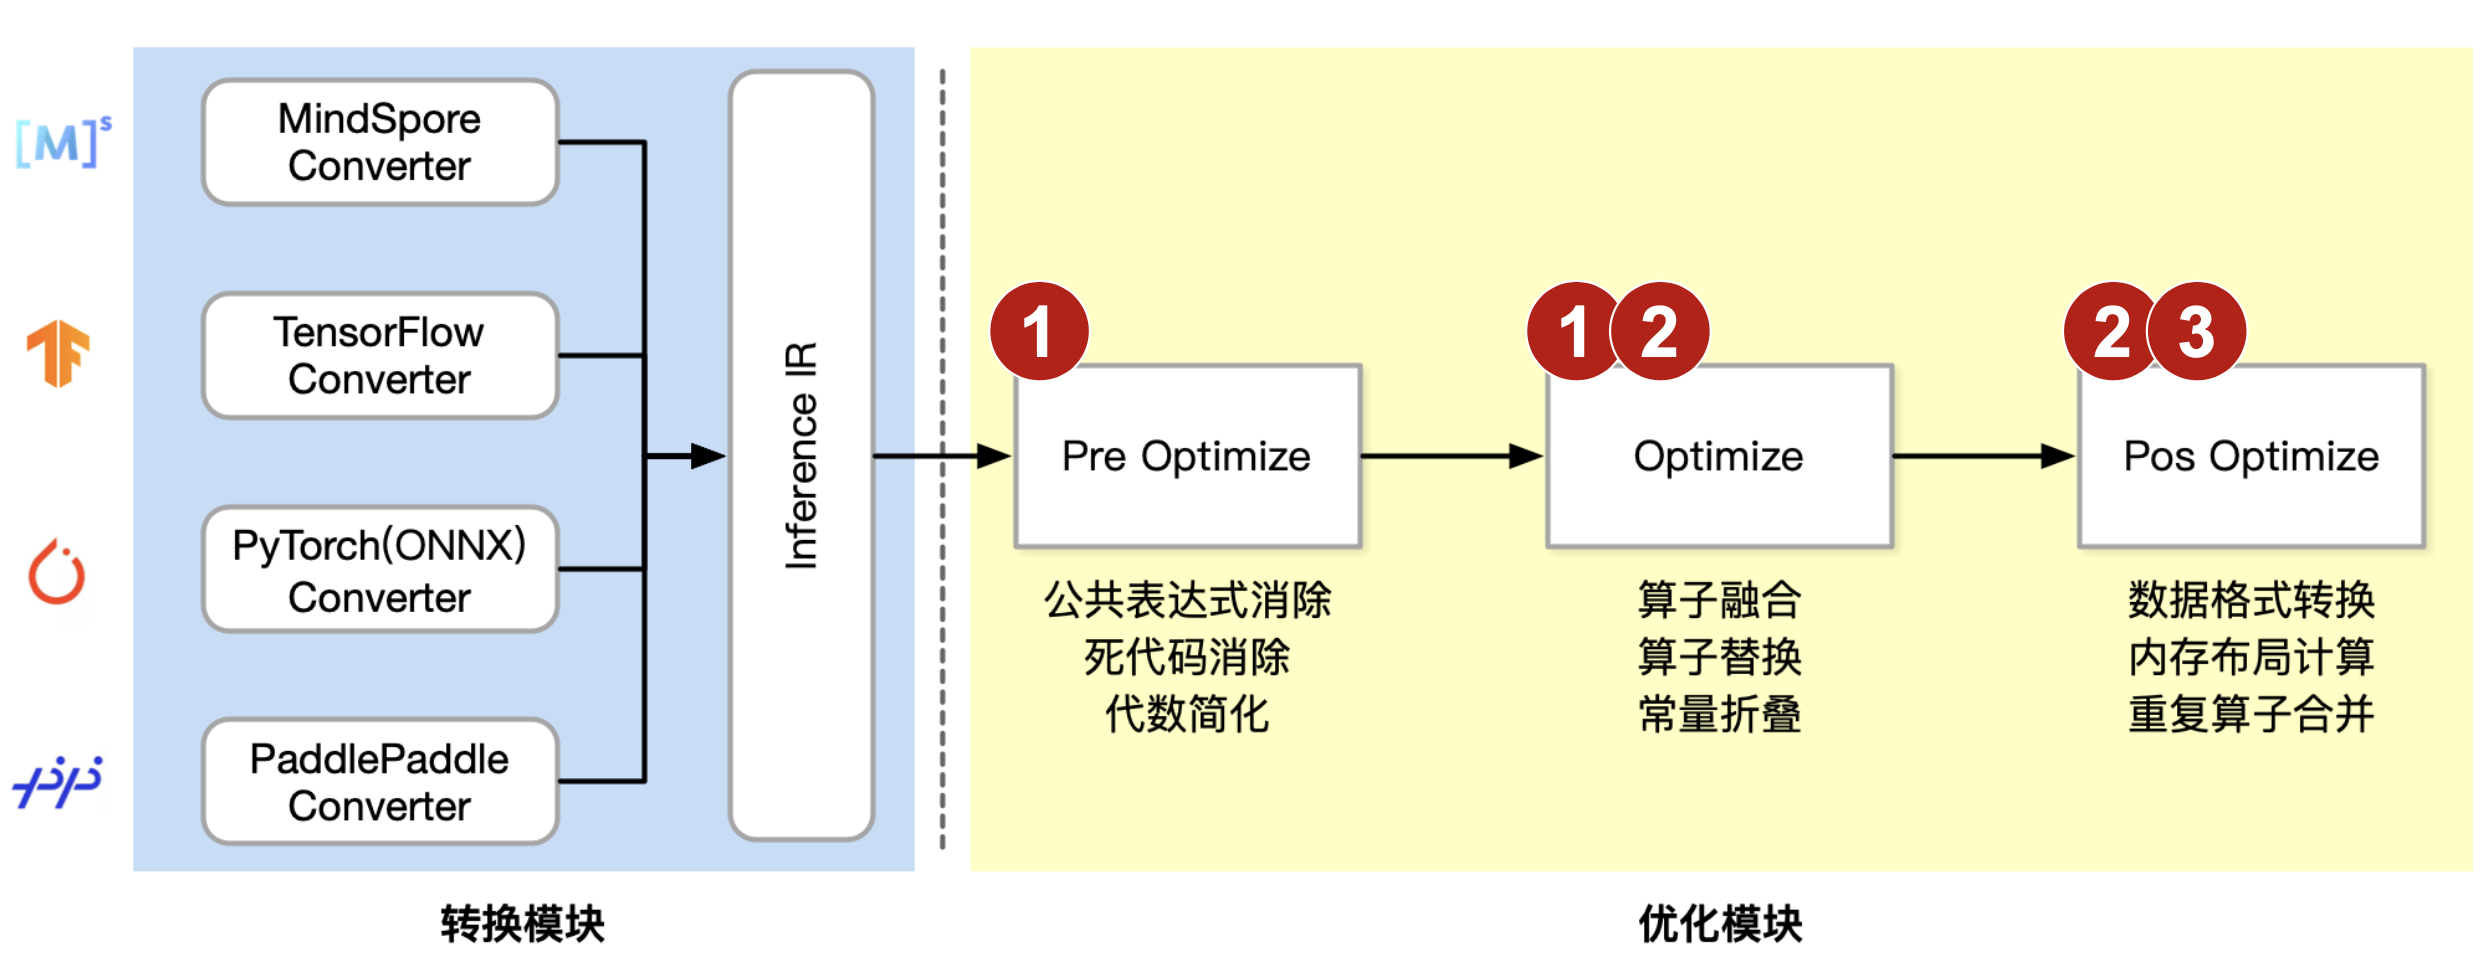 [M]s
MindSpore
Converter
TensorFlow
Converter
PyTorch(ONNX)
Converter
PaddlePaddle
Converter
Inference IR
转换模块
1
Pre Optimize
公共表达式消除
死代码消除
代数简化
1 2
Optimize
算子融合
算子替换
常量折叠
2 3
Pos Optimize
数据格式转换
内存布局计算
重复算子合并
优化模块